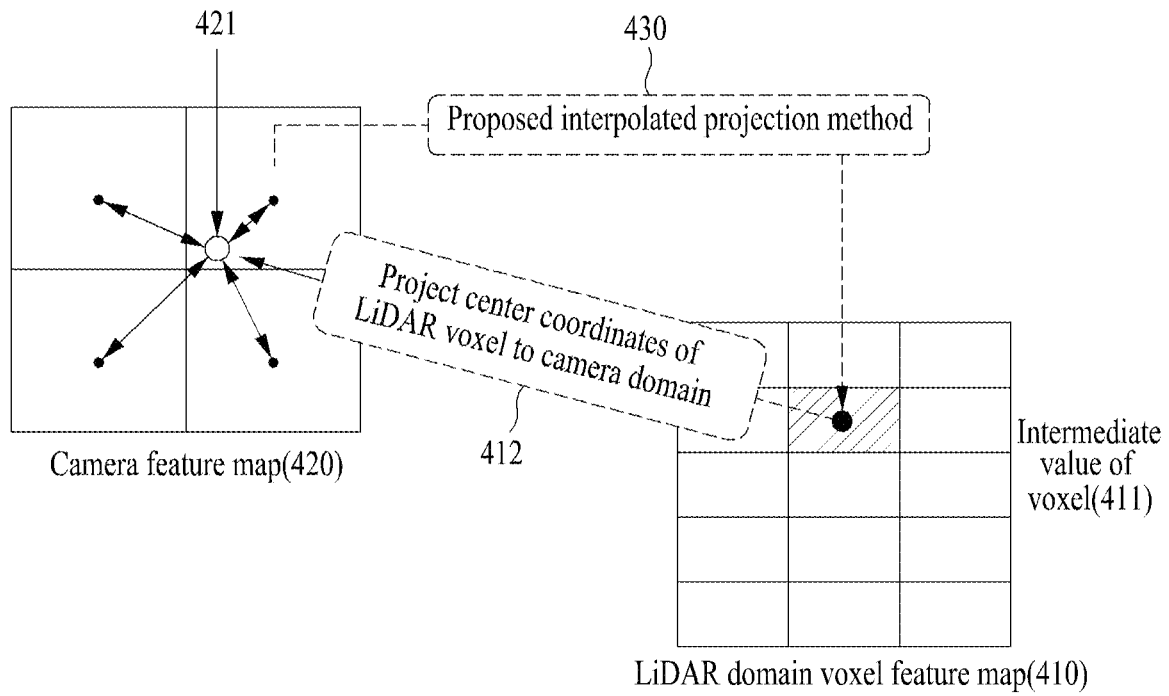 421
430
Proposed interpolated projection method
Project center coordinates of
LiDAR voxel to camera domain
412
Camera feature map(420)
Intermediate
value of
voxel(411)
LiDAR domain voxel feature map(410)